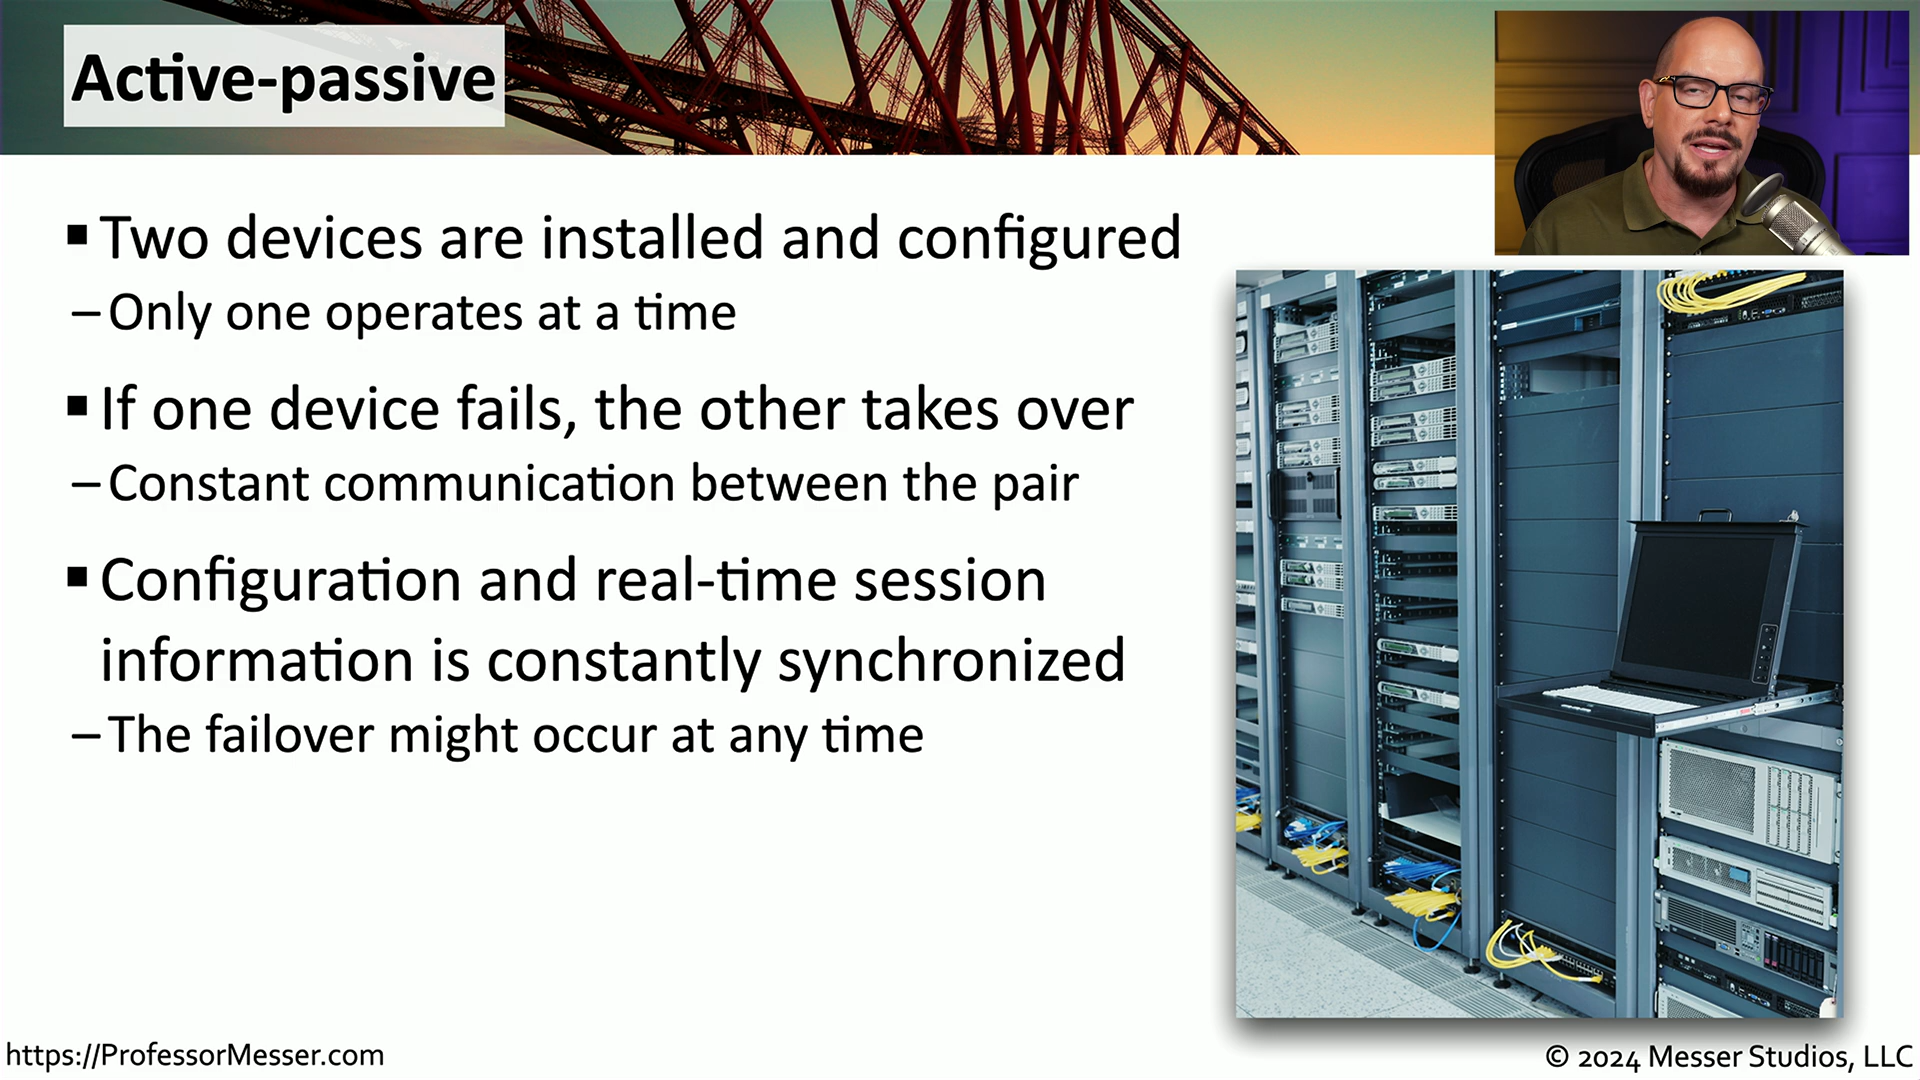 Active-passive
▪ Two devices are installed and configured
– Only one operates at a time
▪ If one device fails, the other takes over
– Constant communication between the pair
▪ Configuration and real-time session
information is constantly synchronized
– The failover might occur at any time
https://ProfessorMesser.com
© 2024 Messer Studios, LLC